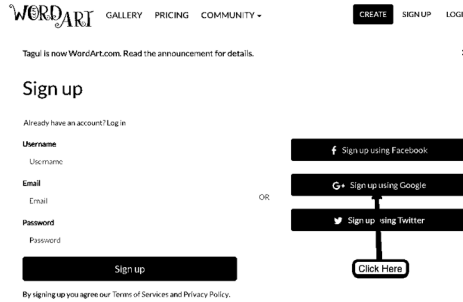 WORDART GALLERY PRICING COMMUNITY CREATE SIGN UP
Tagul is now WordArt.com. Read the announcement for details.
Sign up
Already have an account? Log in
Username
Username
Email
Email
Password
Password
Sign up
By signing up you agree our Terms of Services and Privacy Policy.
OR
Sign up using Facebook
G+ Sign up using Google
Sign up using Twitter
Click Here